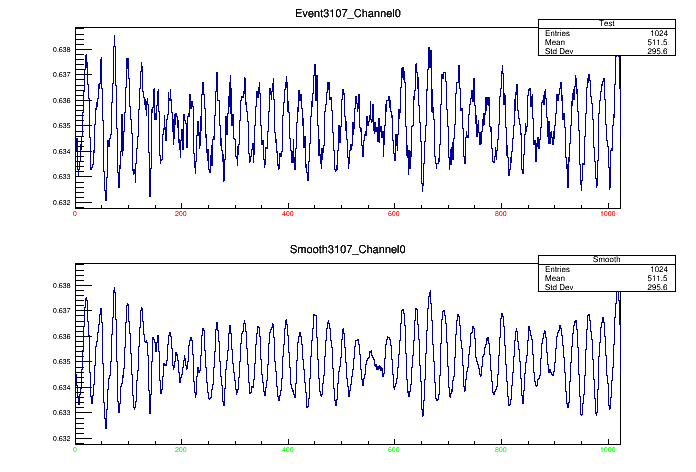 Event3107_Channel0
Test
Entries 1024
Mean 511.5
Std Dev 295.6
0.638
0.637
0.636
0.635
0.634
0.633
0.632
0 200 400 600 800 1000
Smooth3107_Channel0
Smooth
Entries 1024
Mean 511.5
Std Dev 295.6
0.638
0.637
0.636
0.635
0.634
0.633
0.632
0 200 400 600 800 1000